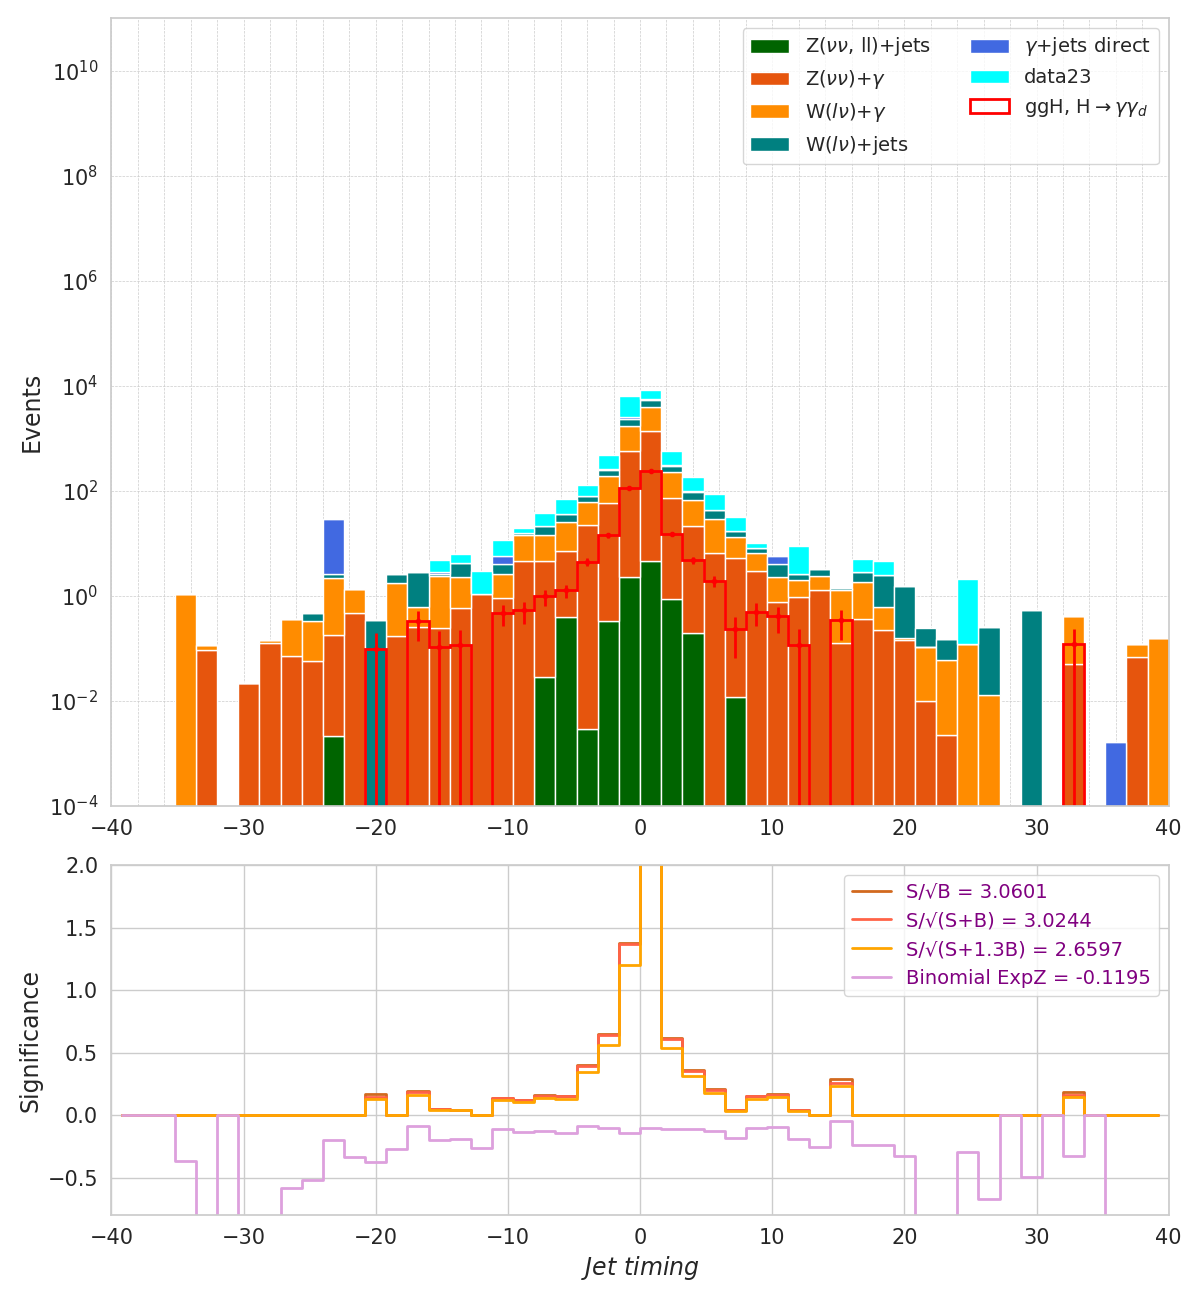 Z(νν, ll)+jets
Z(νν)+γ
W(lν)+γ
W(lν)+jets
γ+jets direct
data23
ggH, H→γγ_d
Events
10^10
10^8
10^6
10^4
10^2
10^0
10^−2
10^−4
−40 −30 −20 −10 0 10 20 30 40
S/√B = 3.0601
S/√(S+B) = 3.0244
S/√(S+1.3B) = 2.6597
Binomial ExpZ = -0.1195
Significance
2.0
1.5
1.0
0.5
0.0
−0.5
−40 −30 −20 −10 0 10 20 30 40
Jet timing